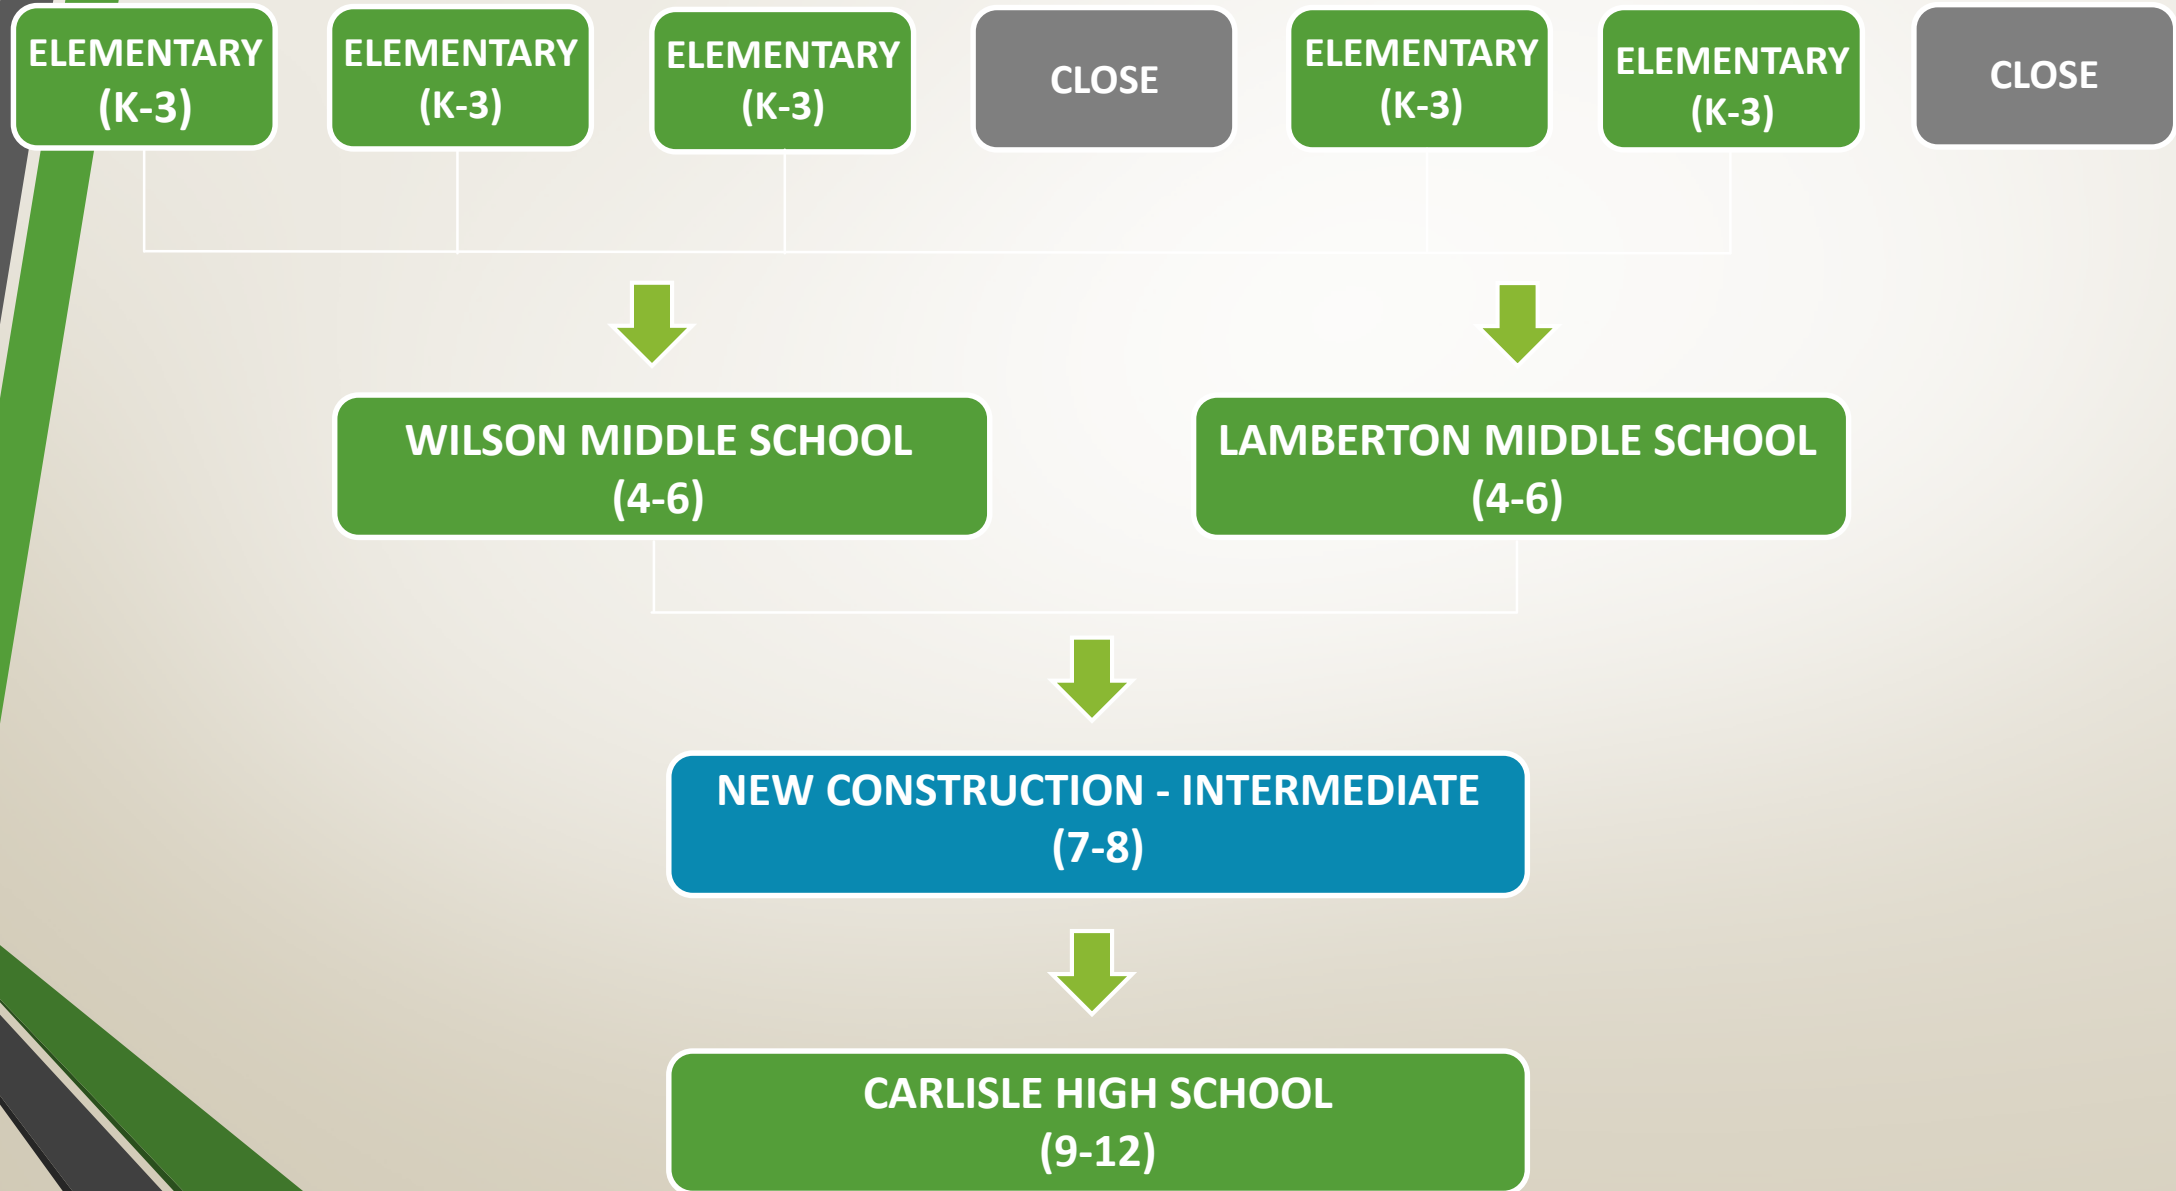 ELEMENTARY
(K-3)
ELEMENTARY
(K-3)
ELEMENTARY
(K-3)
CLOSE
ELEMENTARY
(K-3)
ELEMENTARY
(K-3)
CLOSE
WILSON MIDDLE SCHOOL
(4-6)
LAMBERTON MIDDLE SCHOOL
(4-6)
NEW CONSTRUCTION - INTERMEDIATE
(7-8)
CARLISLE HIGH SCHOOL
(9-12)